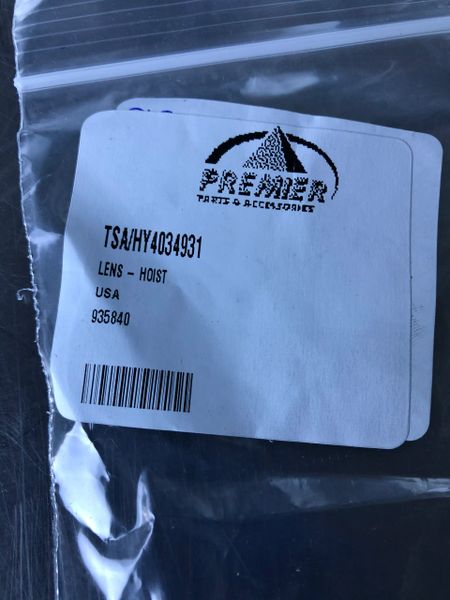 PREMIER
PARTS & ACCESSORIES
TSA/HY4034931
LENS - HOIST
USA
935840